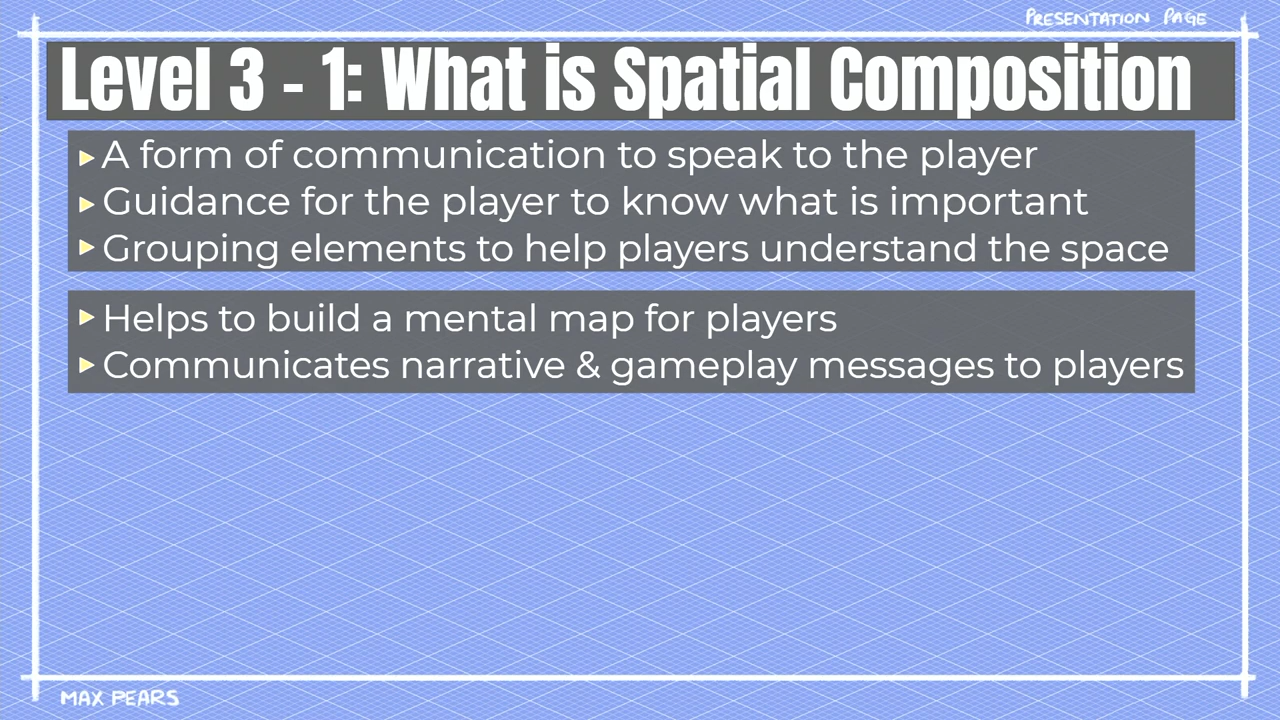 PRESENTATION PAGE
Level 3 - 1: What is Spatial Composition
A form of communication to speak to the player
Guidance for the player to know what is important
Grouping elements to help players understand the space
Helps to build a mental map for players
Communicates narrative & gameplay messages to players
MAX PEARS